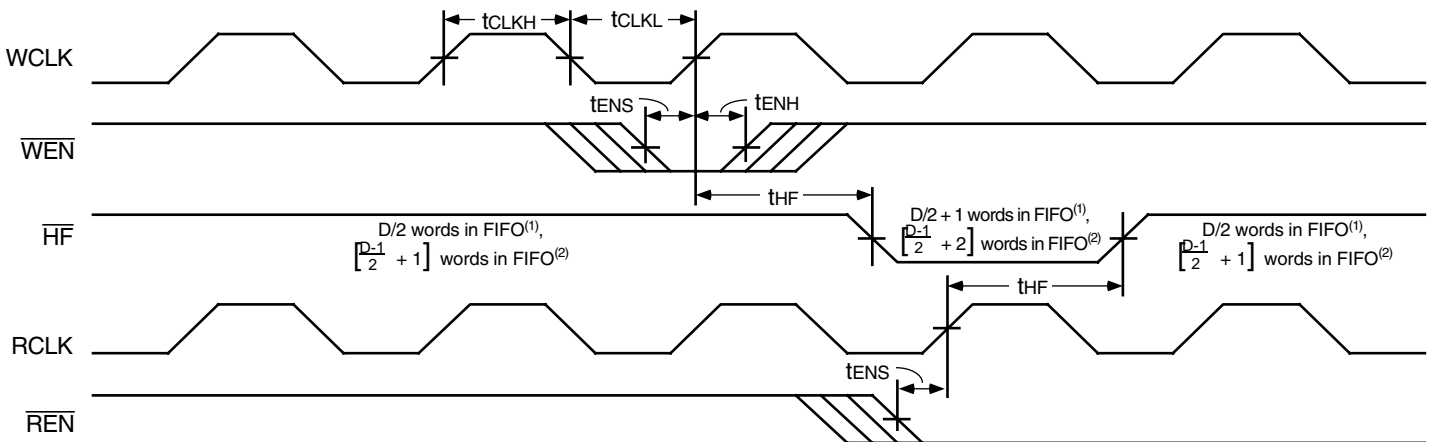 tCLKH tCLKL
WCLK
tENS tENH
WEN
tHF
HF
D/2 words in FIFO(1),
[D-1/2 + 1] words in FIFO(2)
D/2 + 1 words in FIFO(1),
[D-1/2 + 2] words in FIFO(2)
D/2 words in FIFO(1),
[D-1/2 + 1] words in FIFO(2)
tHF
RCLK
tENS
REN